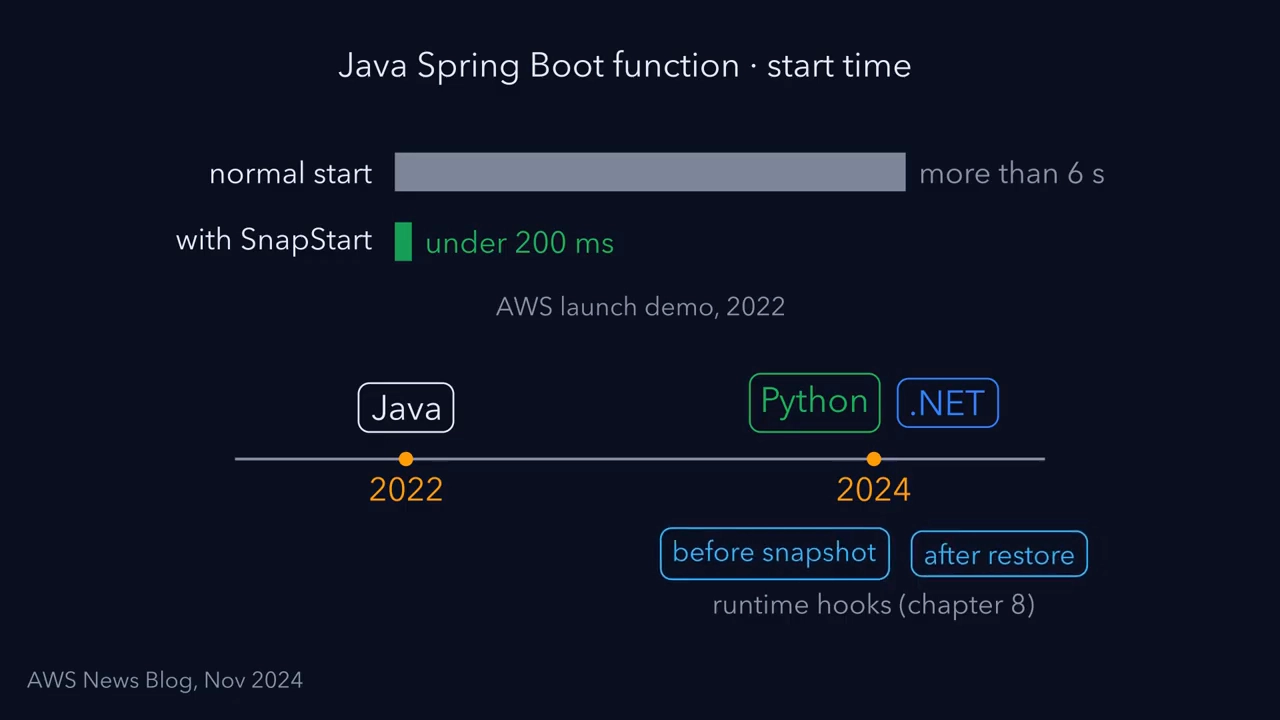 Java Spring Boot function · start time
normal start
more than 6 s
with SnapStart
under 200 ms
AWS launch demo, 2022
Java
Python
.NET
2022
2024
before snapshot
after restore
runtime hooks (chapter 8)
AWS News Blog, Nov 2024